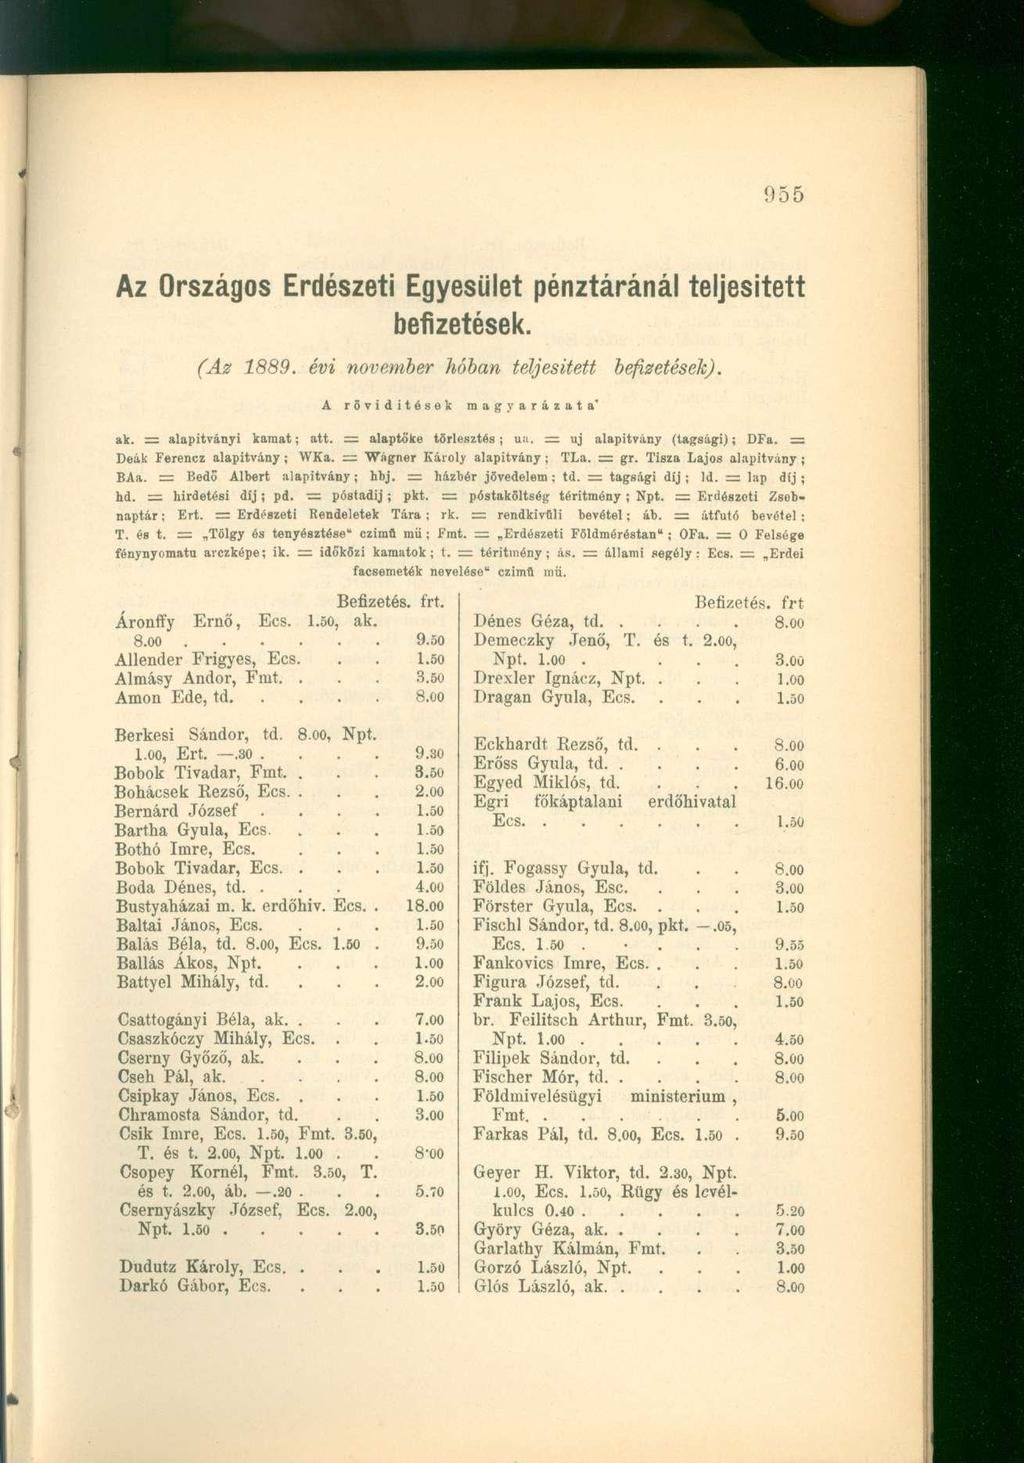 955
Az Országos Erdészeti Egyesület pénztáránál teljesitett
befizetések.
(Az 1889. évi november hóban teljesitett befizetések).
A rövidítések magyarázata'
ak. = alapitványi kamat; att. = alaptőke törlesztés; ua. = uj alapitvány (tagsági); DFa. =
Deák Ferencz alapitvány; WKa. = Wágner Károly alapitvány; TLa. = gr. Tisza Lajos alapitvány;
BAa. = Bedő Albert alapitvány; hbj. = házbér jövedelem; td. = tagsági díj; ld. = lap díj;
hd. = hirdetési díj; pd. = póstadij; pkt. = póstaköltség téritmény; Npt. = Erdészeti Zseb-
naptár; Ert. = Erdészeti Rendeletek Tára; rk. = rendkivüli bevétel; áb. = átfutó bevétel;
T. és t. = „Tölgy és tenyésztése“ czimű mü; Fmt. = „Erdészeti Földméréstan“; OFa. = O Felsége
fénynyomatu arczképe; ik. = időközi kamatok; t. = téritmény; ás. = állami segély; Ecs. = „Erdei
facsemeték nevelése“ czimű mü.
Befizetés. frt.
Áronffy Ernő, Ecs. 1.50, ak.
8.00 . . . . . . 9.50
Allender Frigyes, Ecs. . . 1.50
Almásy Andor, Fmt. . . . 3.50
Amon Ede, td. . . . . 8.00
Berkesi Sándor, td. 8.00, Npt.
1.00, Ert. —.30 . . . . 9.30
Bobok Tivadar, Fmt. . . . 3.50
Bohácsek Rezső, Ecs. . . . 2.00
Bernárd József . . . . 1.50
Bartha Gyula, Ecs. . . . 1.50
Bothó Imre, Ecs. . . . 1.50
Bobok Tivadar, Ecs. . . . 1.50
Boda Dénes, td. . . . 4.00
Bustyaházai m. k. erdőhiv. Ecs. . 18.00
Baltai János, Ecs. . . . 1.50
Balás Béla, td. 8.00, Ecs. 1.50 . 9.50
Ballás Ákos, Npt. . . . 1.00
Battyel Mihály, td. . . . 2.00
Csattogányi Béla, ak. . . . 7.00
Csaszkóczy Mihály, Ecs. . . 1.50
Cserny Győző, ak. . . . 8.00
Cseh Pál, ak. . . . . 8.00
Csipkay János, Ecs. . . . 1.50
Chramosta Sándor, td. . . 3.00
Csik Imre, Ecs. 1.50, Fmt. 3.50,
T. és t. 2.00, Npt. 1.00 . . 8·00
Csopey Kornél, Fmt. 3.50, T.
és t. 2.00, áb. —.20 . . . 5.70
Csernyászky József, Ecs. 2.00,
Npt. 1.50 . . . . . 3.50
Dudutz Károly, Ecs. . . . 1.50
Darkó Gábor, Ecs. . . . 1.50
Befizetés. frt
Dénes Géza, td. . . . . 8.00
Demeczky Jenő, T. és t. 2.00,
Npt. 1.00 . . . . 3.00
Drexler Ignácz, Npt. . . . 1.00
Dragan Gyula, Ecs. . . . 1.50
Eckhardt Rezső, td. . . . 8.00
Erőss Gyula, td. . . . . 6.00
Egyed Miklós, td. . . . 16.00
Egri főkáptalani erdőhivatal
Ecs. . . . . . . 1.50
ifj. Fogassy Gyula, td. . . 8.00
Földes János, Esc. . . . 3.00
Förster Gyula, Ecs. . . . 1.50
Fischl Sándor, td. 8.00, pkt. —.05,
Ecs. 1.50 . . . . . 9.55
Fankovics Imre, Ecs. . . . 1.50
Figura József, td. . . . 8.00
Frank Lajos, Ecs. . . . 1.50
br. Feilitsch Arthur, Fmt. 3.50,
Npt. 1.00 . . . . . 4.50
Filipek Sándor, td. . . . 8.00
Fischer Mór, td. . . . . 8.00
Földmivelésügyi ministerium,
Fmt. . . . . . . 5.00
Farkas Pál, td. 8.00, Ecs. 1.50 . 9.50
Geyer H. Viktor, td. 2.30, Npt.
1.00, Ecs. 1.50, Rügy és levél-
kulcs 0.40 . . . . . 5.20
Györy Géza, ak. . . . . 7.00
Garlathy Kálmán, Fmt. . . 3.50
Gorzó László, Npt. . . . 1.00
Glós László, ak. . . . . 8.00